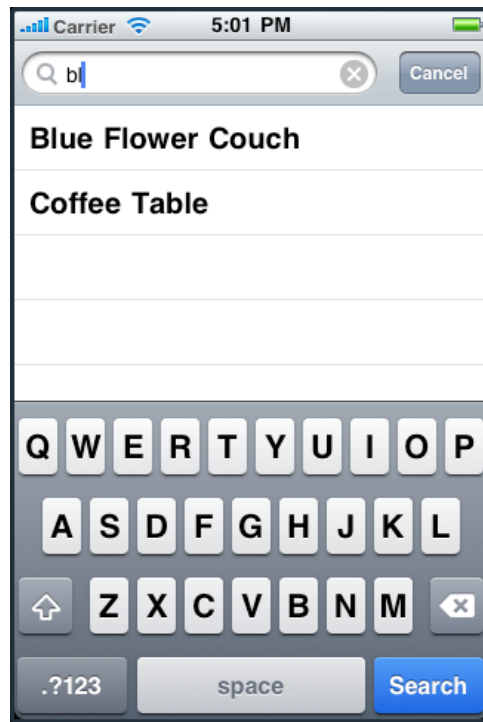 Carrier 5:01 PM
bl Cancel
Blue Flower Couch
Coffee Table
Q W E R T Y U I O P
A S D F G H J K L
Z X C V B N M
.?123 space Search